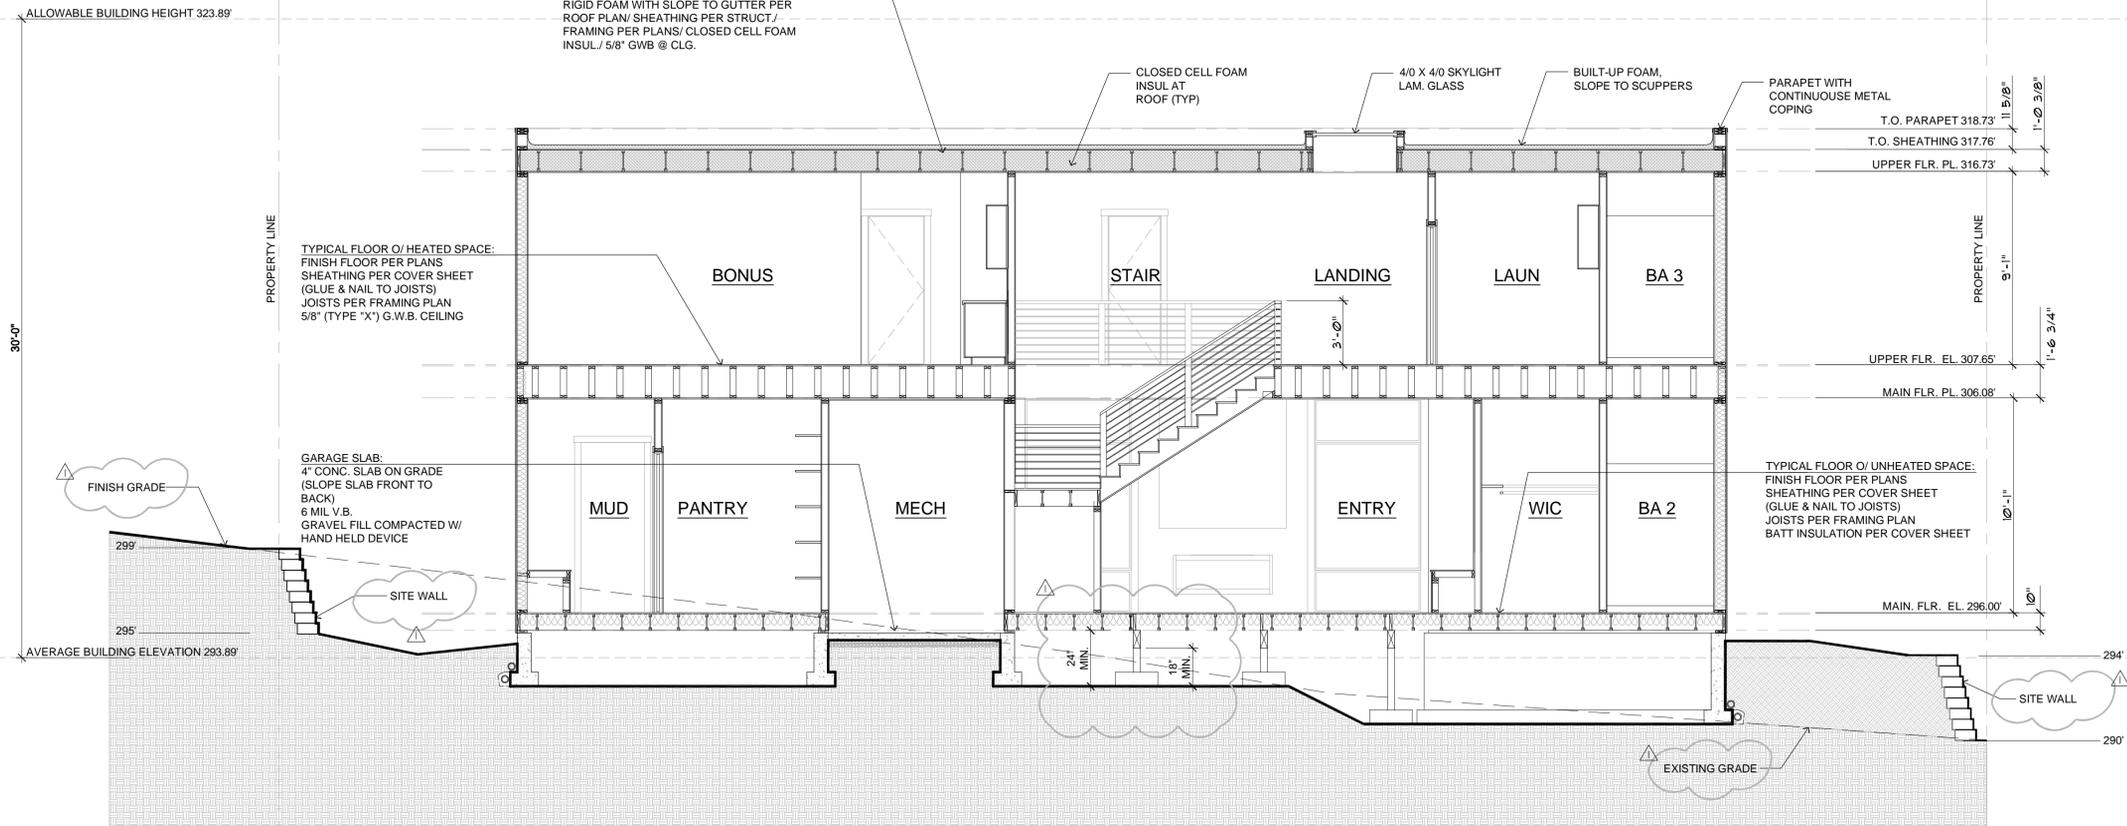 ALLOWABLE BUILDING HEIGHT 323.89'
RIGID FOAM WITH SLOPE TO GUTTER PER
ROOF PLAN/ SHEATHING PER STRUCT./
FRAMING PER PLANS/ CLOSED CELL FOAM
INSUL./ 5/8" GWB @ CLG.
CLOSED CELL FOAM
INSUL AT
ROOF (TYP)
4/0 X 4/0 SKYLIGHT
LAM. GLASS
BUILT-UP FOAM,
SLOPE TO SCUPPERS
PARAPET WITH
CONTINUOUSE METAL
COPING
T.O. PARAPET 318.73'
T.O. SHEATHING 317.76'
UPPER FLR. PL. 316.73'
11 5/8"
1'-0 3/8"
PROPERTY LINE
PROPERTY LINE
TYPICAL FLOOR O/ HEATED SPACE:
FINISH FLOOR PER PLANS
SHEATHING PER COVER SHEET
(GLUE & NAIL TO JOISTS)
JOISTS PER FRAMING PLAN
5/8" (TYPE "X") G.W.B. CEILING
BONUS
STAIR
LANDING
LAUN
BA 3
9'-1"
30'-0"
3'-0"
1'-6 3/4"
UPPER FLR. EL. 307.65'
MAIN FLR. PL. 306.08'
GARAGE SLAB:
4" CONC. SLAB ON GRADE
(SLOPE SLAB FRONT TO
BACK)
6 MIL V.B.
GRAVEL FILL COMPACTED W/
HAND HELD DEVICE
1
FINISH GRADE
MUD
PANTRY
MECH
ENTRY
WIC
BA 2
TYPICAL FLOOR O/ UNHEATED SPACE:
FINISH FLOOR PER PLANS
SHEATHING PER COVER SHEET
(GLUE & NAIL TO JOISTS)
JOISTS PER FRAMING PLAN
BATT INSULATION PER COVER SHEET
10'-1"
299'
SITE WALL
1
1
MAIN. FLR. EL. 296.00'
10"
295'
AVERAGE BUILDING ELEVATION 293.89'
24"
MIN.
18"
MIN.
294'
1
SITE WALL
290'
1
EXISTING GRADE